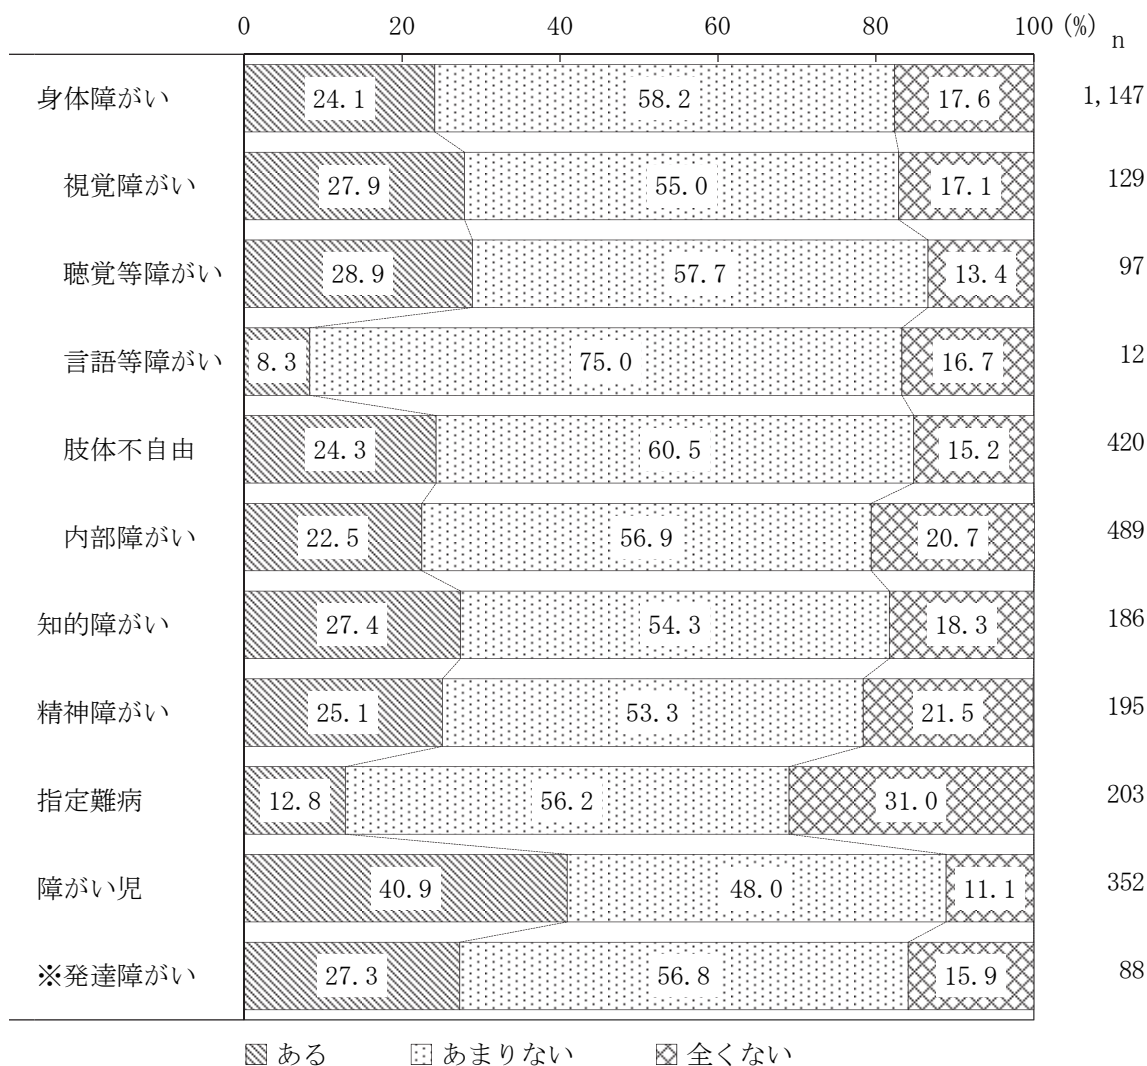 0 20 40 60 80 100 (%)
n
身体障がい 24.1 58.2 17.6 1,147
視覚障がい 27.9 55.0 17.1 129
聴覚等障がい 28.9 57.7 13.4 97
言語等障がい 8.3 75.0 16.7 12
肢体不自由 24.3 60.5 15.2 420
内部障がい 22.5 56.9 20.7 489
知的障がい 27.4 54.3 18.3 186
精神障がい 25.1 53.3 21.5 195
指定難病 12.8 56.2 31.0 203
障がい児 40.9 48.0 11.1 352
※発達障がい 27.3 56.8 15.9 88
ある あまりない 全くない